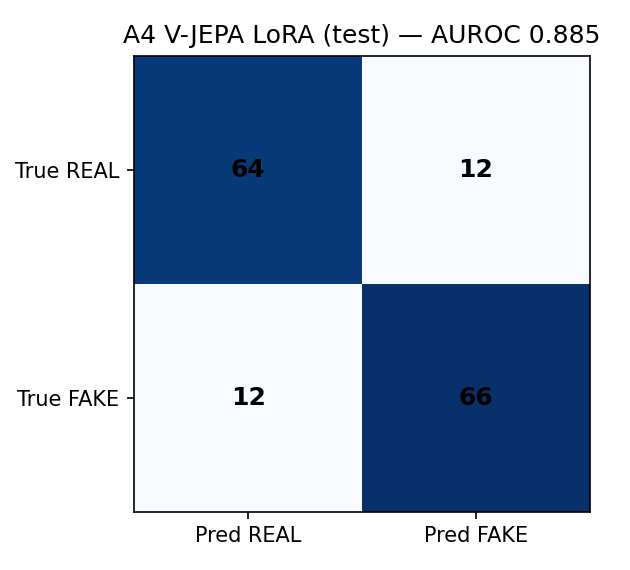 A4 V-JEPA LoRA (test) — AUROC 0.885
True REAL 64 12
True FAKE 12 66
Pred REAL Pred FAKE